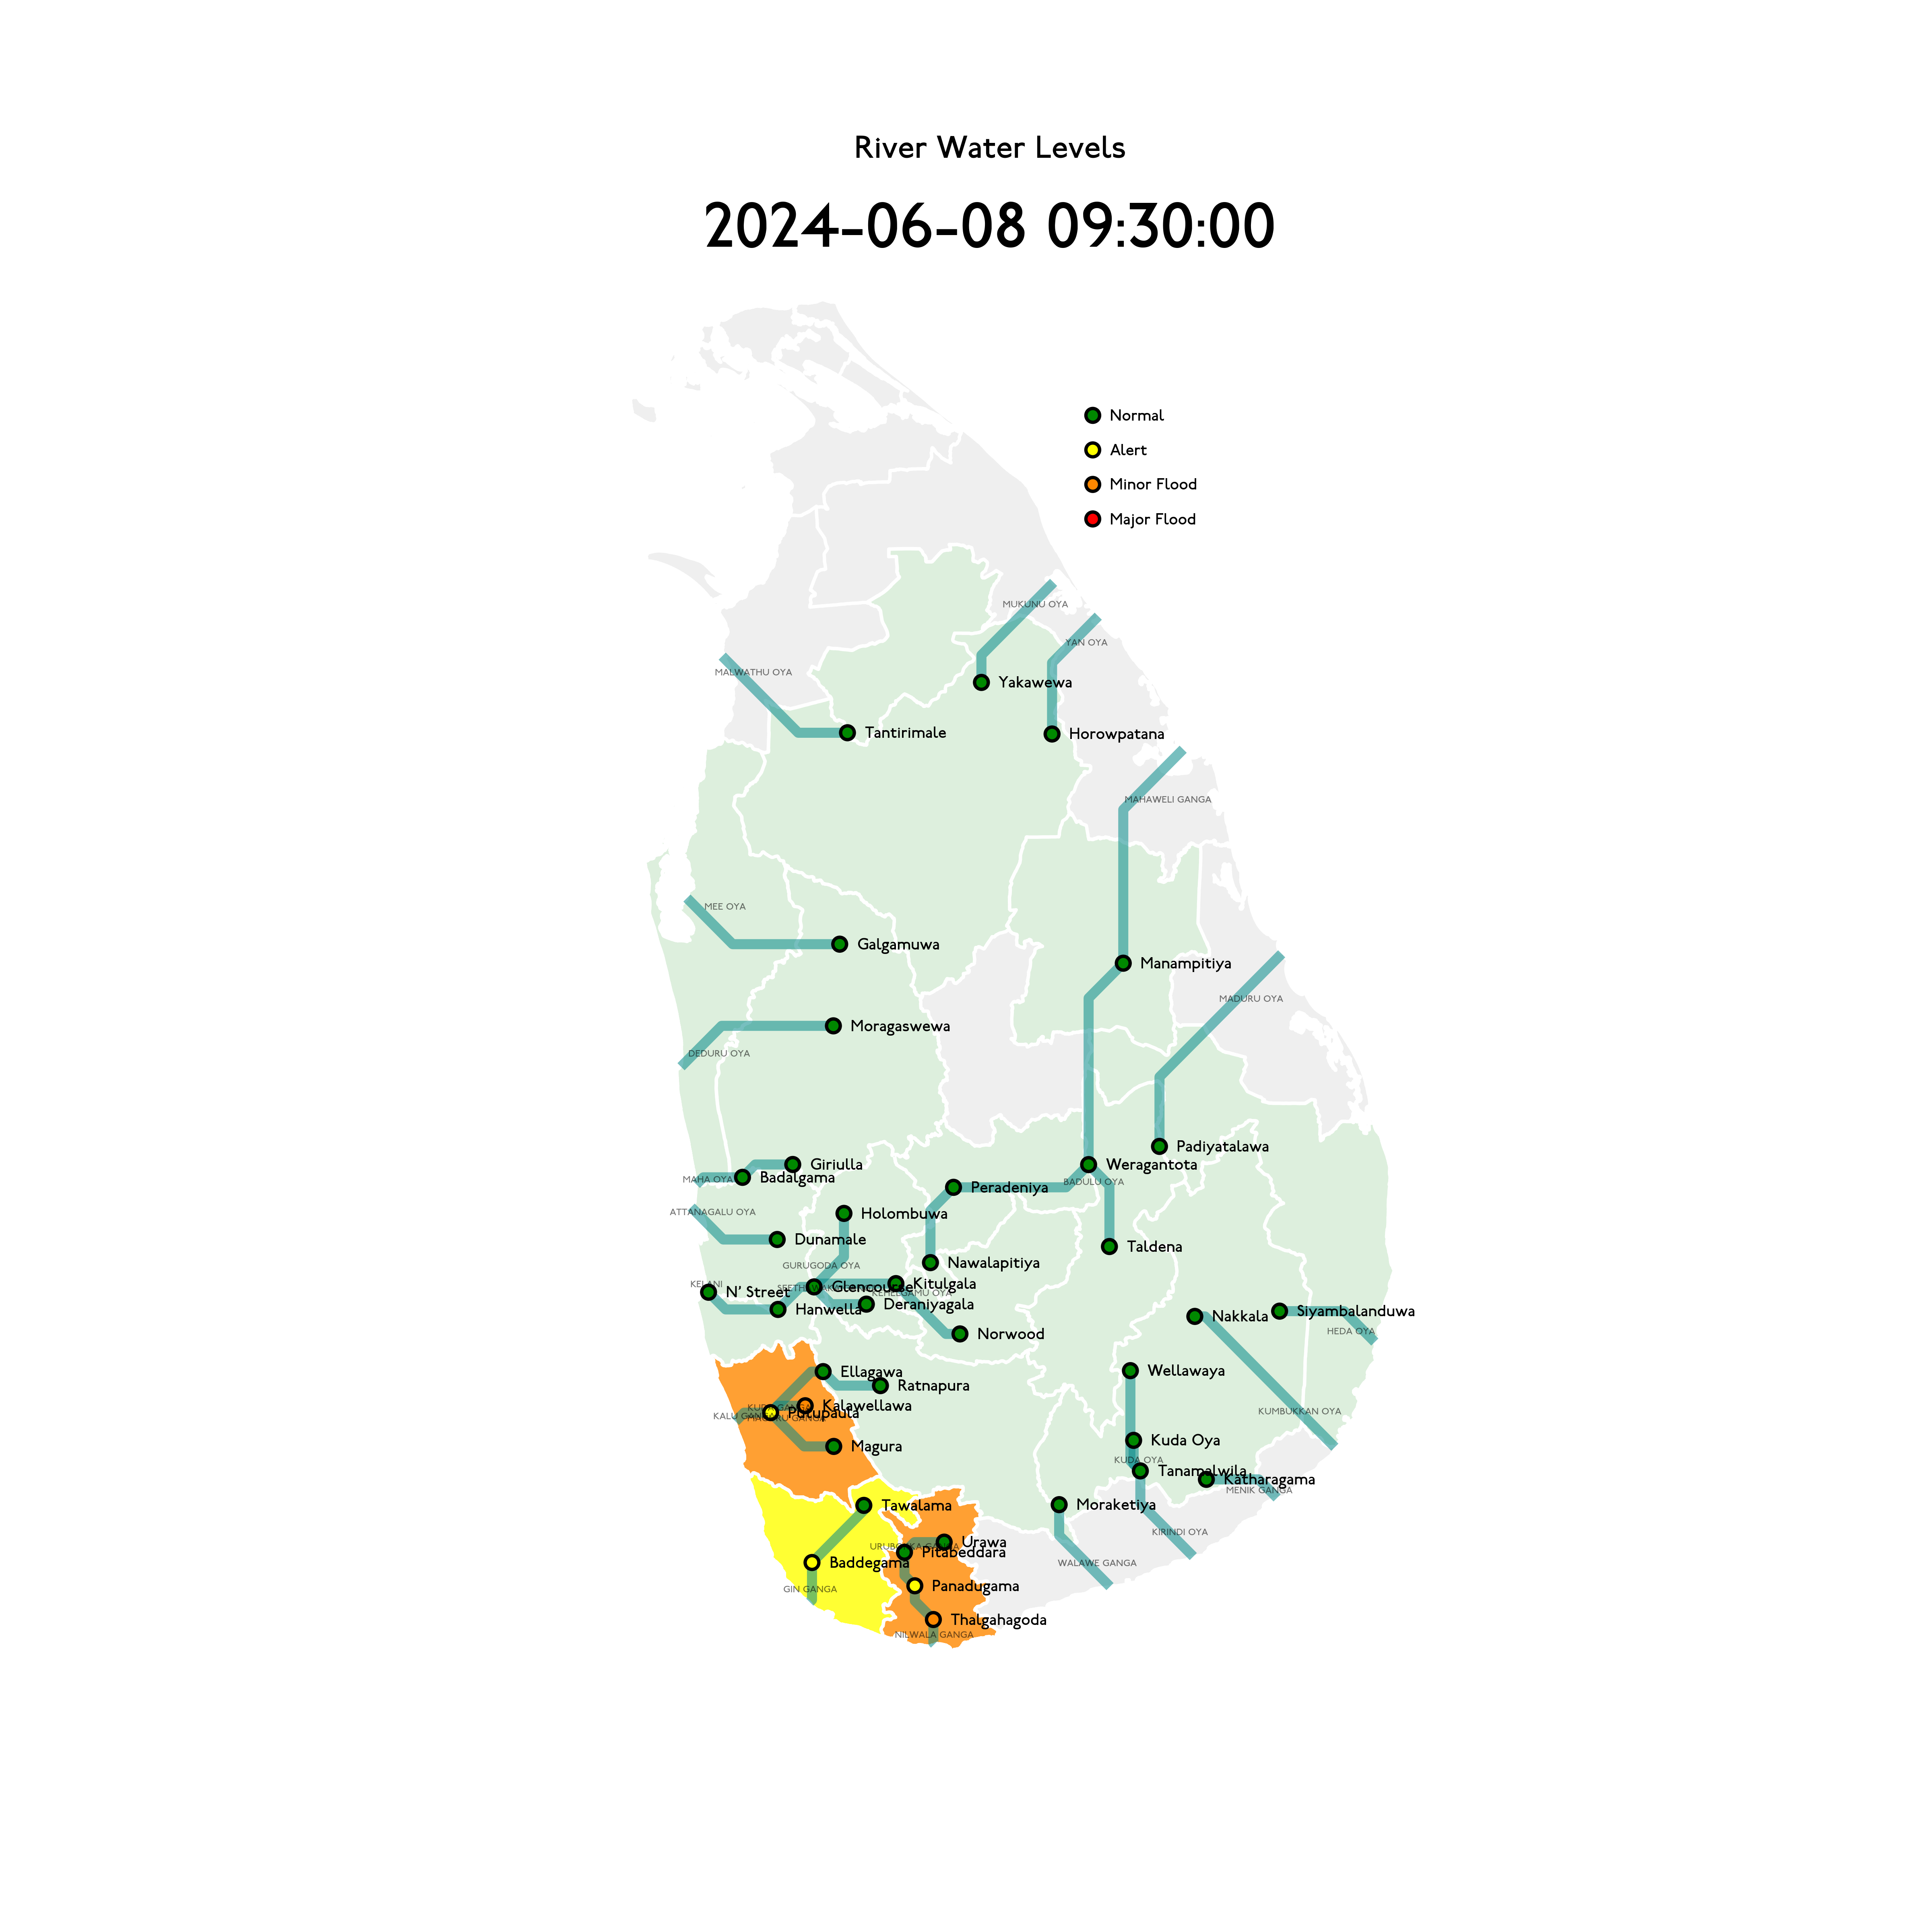 River Water Levels
2024-06-08 09:30:00
Normal
Alert
Minor Flood
Major Flood
MUKUNU OYA
YAN OYA
MALWATHU OYA
Yakawewa
Tantirimale
Horowpatana
MAHAWELI GANGA
MEE OYA
Galgamuwa
Manampitiya
MADURU OYA
Moragaswewa
DEDURU OYA
Padiyatalawa
Giriulla
Weragantota
Badalgama
MAHA OYA
BADULU OYA
Peradeniya
ATTANAGALU OYA
Holombuwa
Dunamale
Taldena
Nawalapitiya
GURUGODA OYA
KELANI
Kitulgala
Glencourse
N' Street
KEHELGAMU OYA
Deraniyagala
Hanwella
Siyambalanduwa
Nakkala
HEDA OYA
Norwood
Ellagawa
Wellawaya
Ratnapura
Kalawellawa
KUMBUKKAN OYA
Putupaula
KALU GANGA
MAGURU GANGA
Kuda Oya
Magura
KUDA OYA
Tanamalwila
Katharagama
MENIK GANGA
Tawalama
Moraketiya
KIRINDI OYA
Urawa
Pitabeddara
Baddegama
WALAWE GANGA
Panadugama
GIN GANGA
Thalgahagoda
NILWALA GANGA